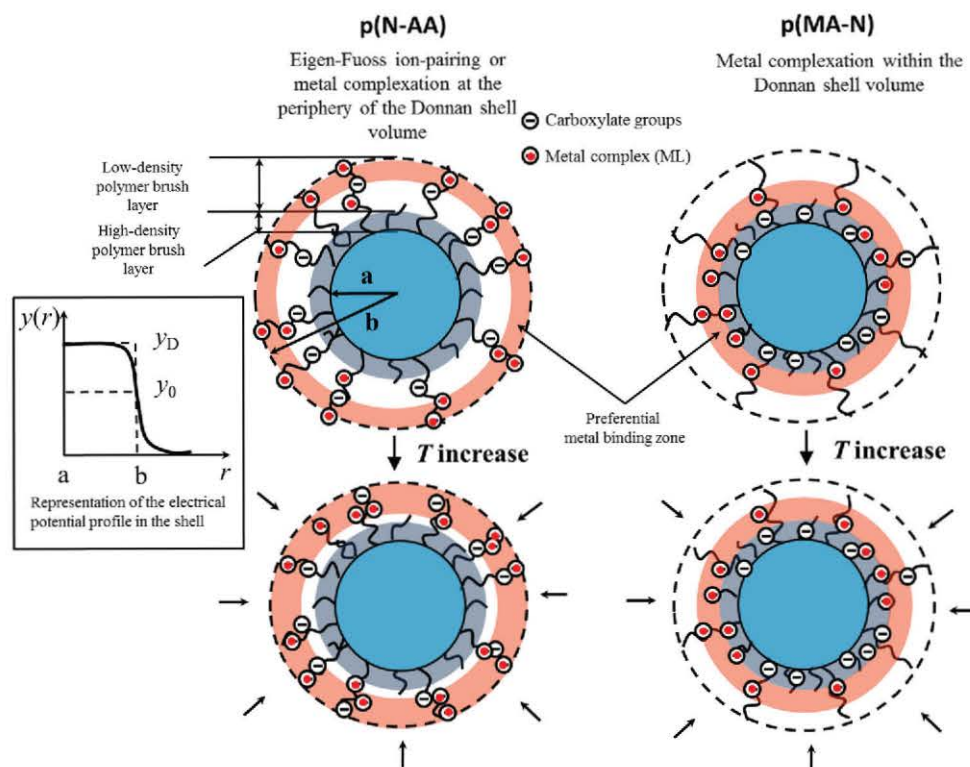 p(N-AA)
Eigen-Fuoss ion-pairing or
metal complexation at the
periphery of the Donnan shell
volume
p(MA-N)
Metal complexation within the
Donnan shell volume
Carboxylate groups
Metal complex (ML)
Low-density
polymer brush
layer
High-density
polymer brush
layer
a
b
y(r)
y_D
y_0
a
b
r
Representation of the electrical
potential profile in the shell
Preferential
metal binding zone
T increase
T increase